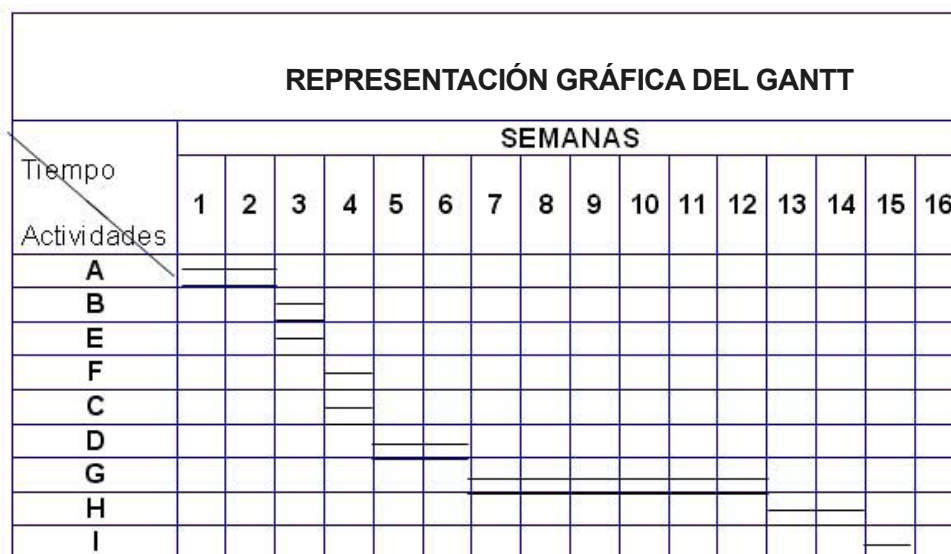 REPRESENTACIÓN GRÁFICA DEL GANTT
SEMANAS
Tiempo
Actividades
1 2 3 4 5 6 7 8 9 10 11 12 13 14 15 16
A
B
E
F
C
D
G
H
I